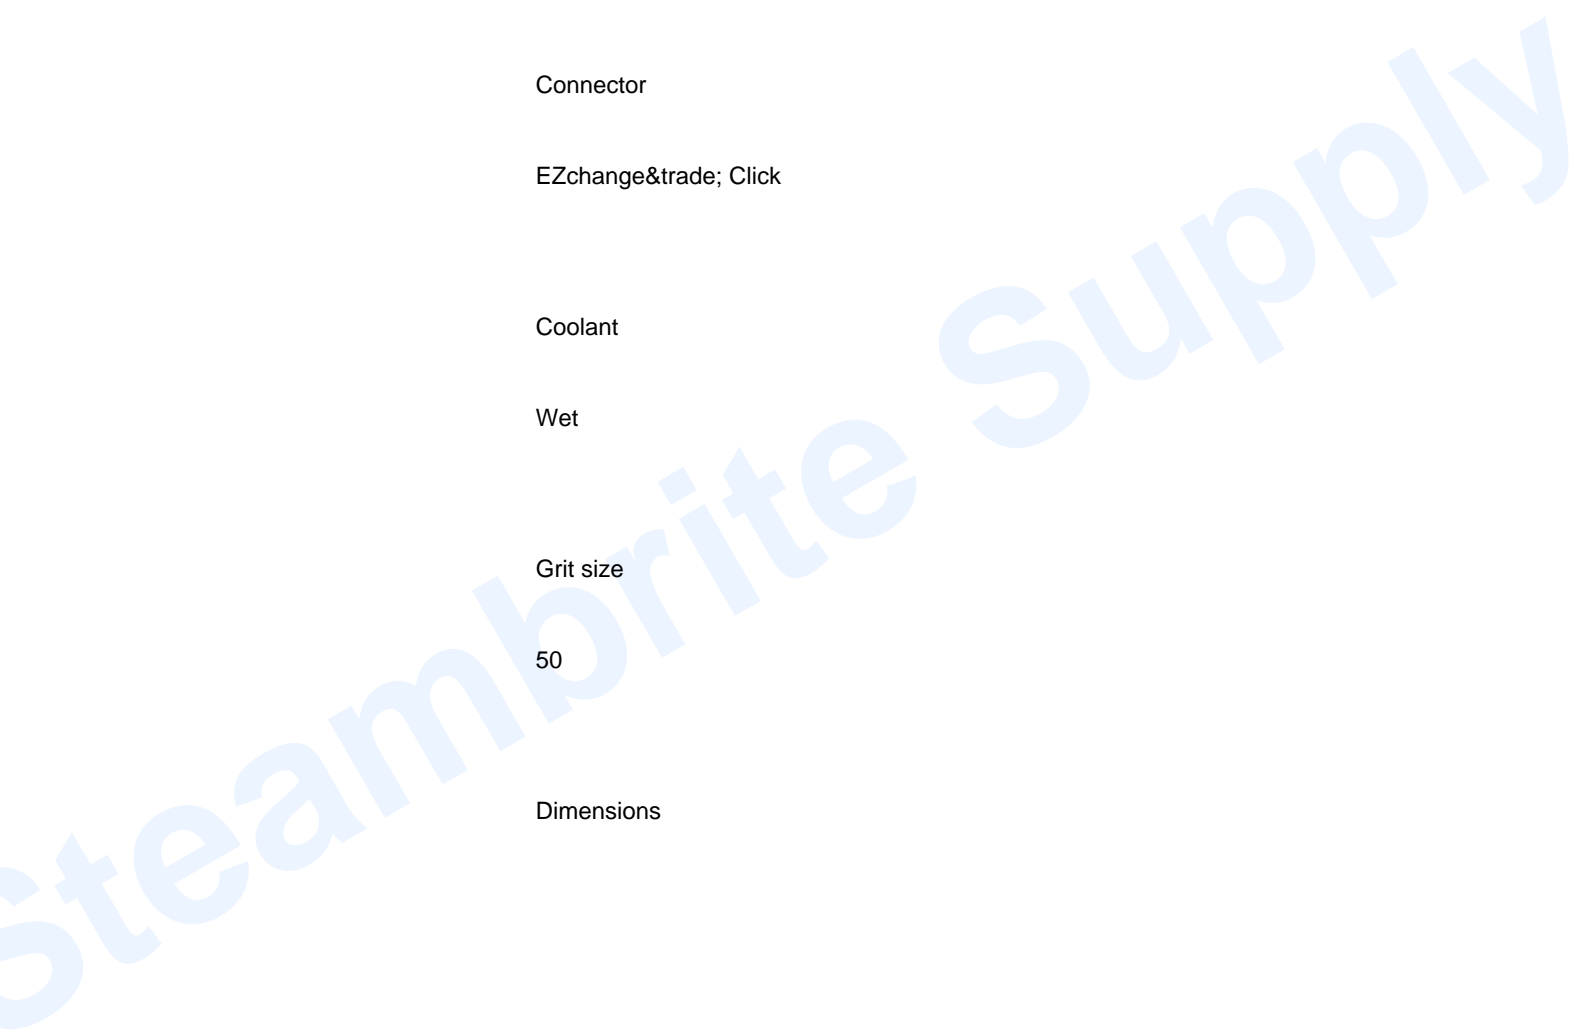 Connector
EZchange&trade; Click
Coolant
Wet
Grit size
50
Dimensions
Steambrite Supply